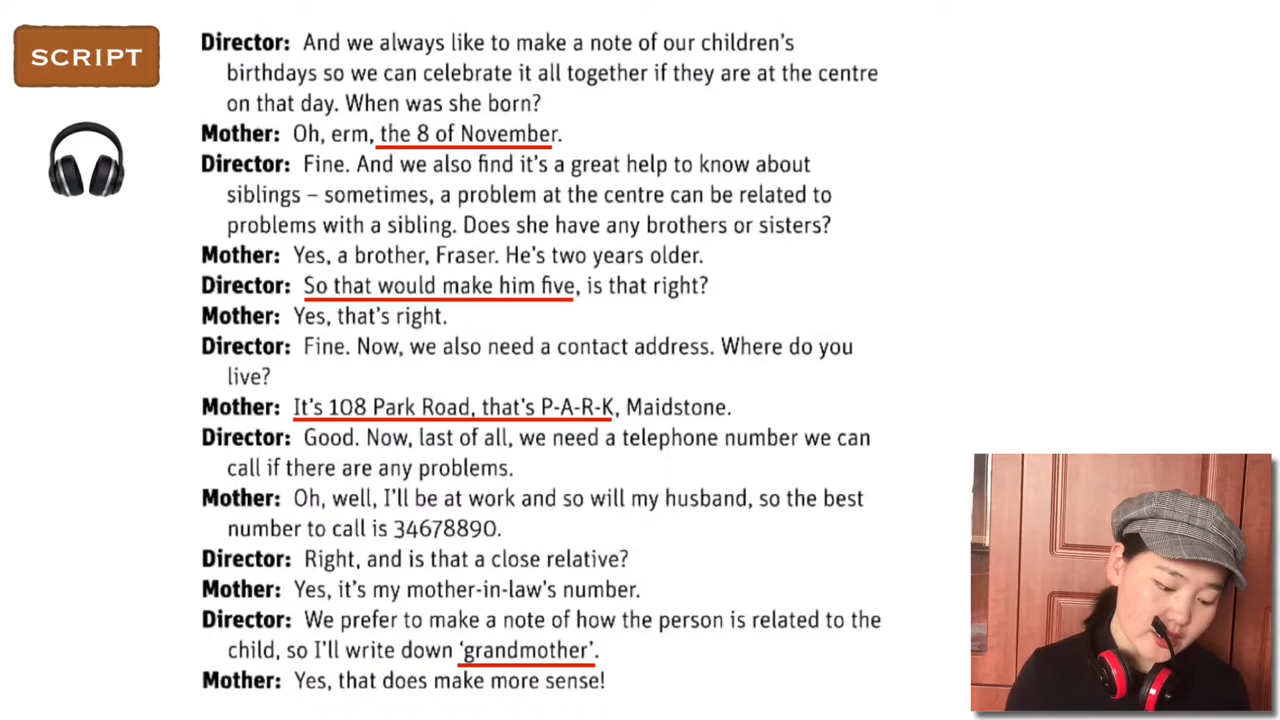 SCRIPT
Director: And we always like to make a note of our children's
birthdays so we can celebrate it all together if they are at the centre
on that day. When was she born?
Mother: Oh, erm, the 8 of November.
Director: Fine. And we also find it's a great help to know about
siblings – sometimes, a problem at the centre can be related to
problems with a sibling. Does she have any brothers or sisters?
Mother: Yes, a brother, Fraser. He's two years older.
Director: So that would make him five, is that right?
Mother: Yes, that's right.
Director: Fine. Now, we also need a contact address. Where do you
live?
Mother: It's 108 Park Road, that's P-A-R-K, Maidstone.
Director: Good. Now, last of all, we need a telephone number we can
call if there are any problems.
Mother: Oh, well, I'll be at work and so will my husband, so the best
number to call is 34678890.
Director: Right, and is that a close relative?
Mother: Yes, it's my mother-in-law's number.
Director: We prefer to make a note of how the person is related to the
child, so I'll write down 'grandmother'.
Mother: Yes, that does make more sense!